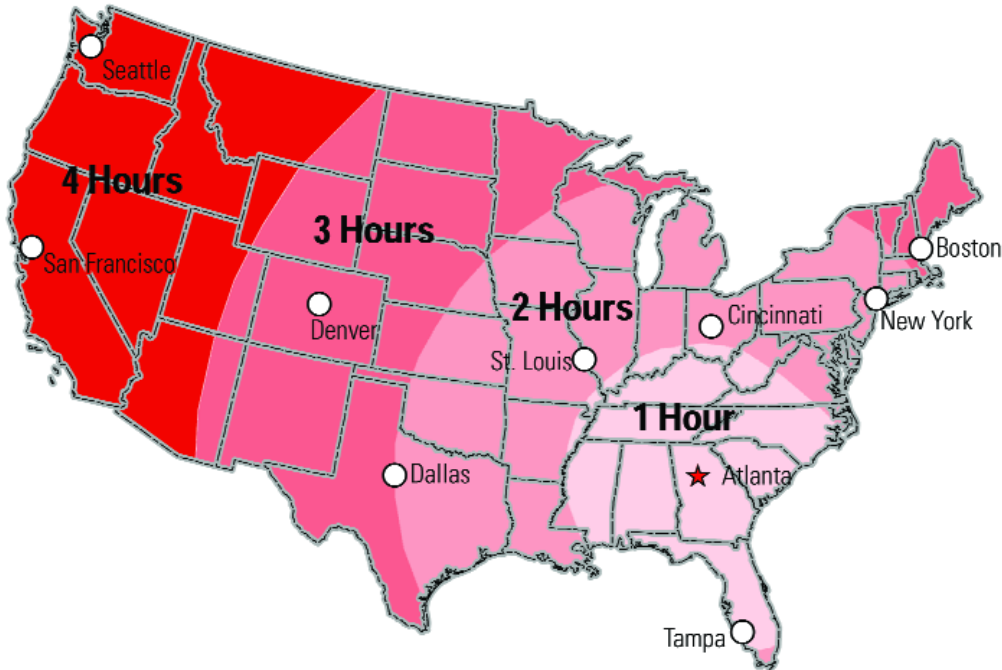 Seattle
4 Hours
San Francisco
3 Hours
Denver
2 Hours
St. Louis
Cincinnati
Boston
New York
1 Hour
Dallas
Atlanta
Tampa